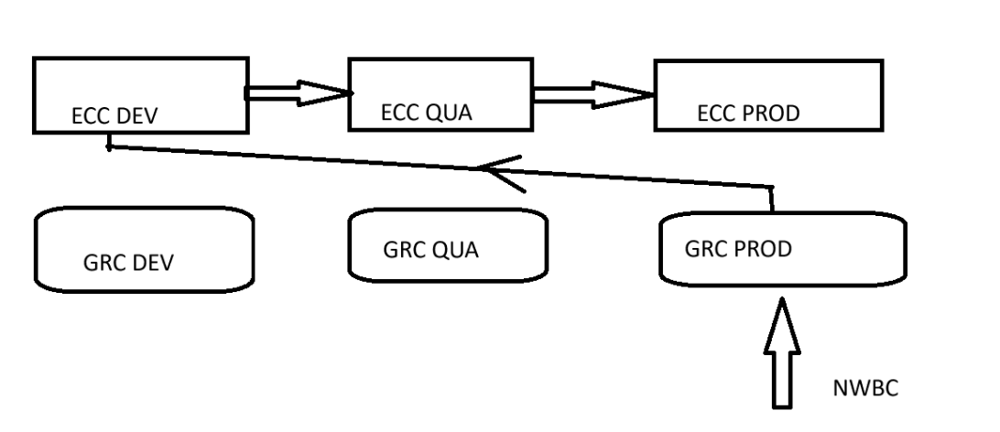 ECC DEV
ECC QUA
ECC PROD
GRC DEV
GRC QUA
GRC PROD
NWBC